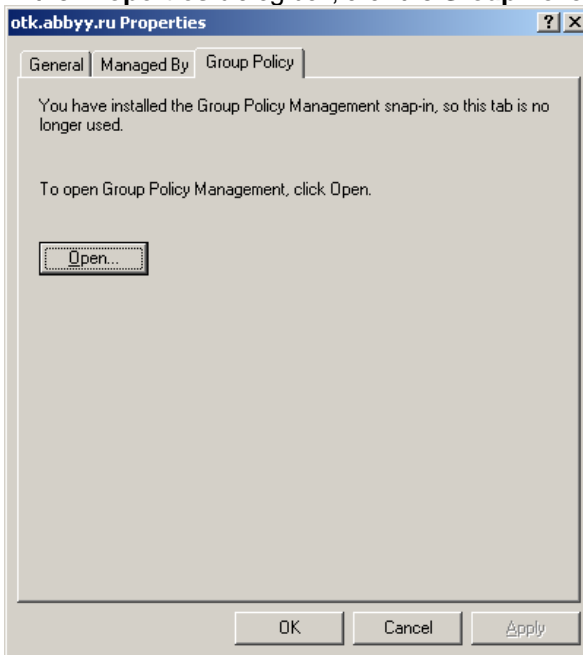 otk.abbyy.ru Properties
General Managed By Group Policy
You have installed the Group Policy Management snap-in, so this tab is no
longer used.
To open Group Policy Management, click Open.
Open...
OK Cancel Apply